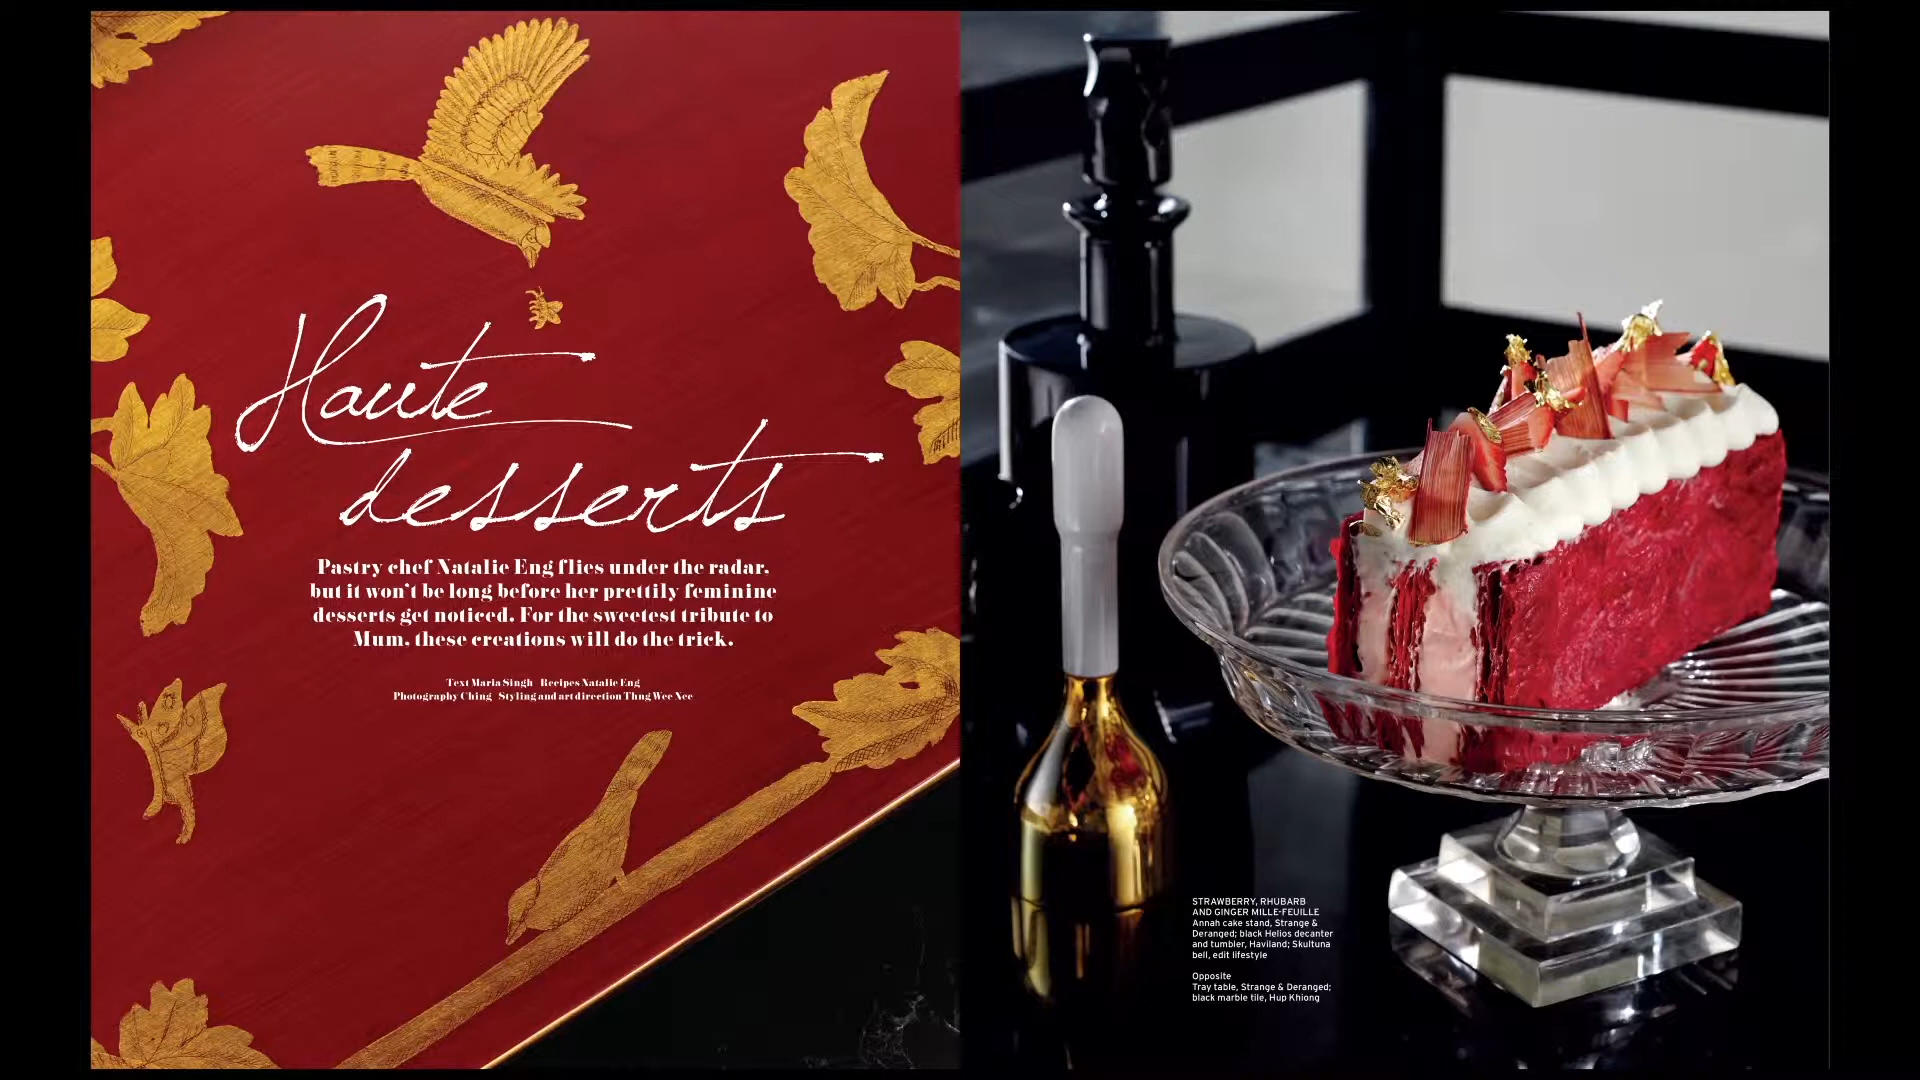 Haute
desserts
Pastry chef Natalie Eng flies under the radar,
but it won't be long before her prettily feminine
desserts get noticed. For the sweetest tribute to
Mum, these creations will do the trick.
Text Maria Singh Recipes Natalie Eng
Photography Ching Styling and art direction Thng Wee Nee
STRAWBERRY, RHUBARB
AND GINGER MILLE-FEUILLE
Annah cake stand, Strange &
Deranged; black Helios decanter
and tumbler, Haviland; Skultuna
bell, edit lifestyle
Opposite
Tray table, Strange & Deranged;
black marble tile, Hup Khiong